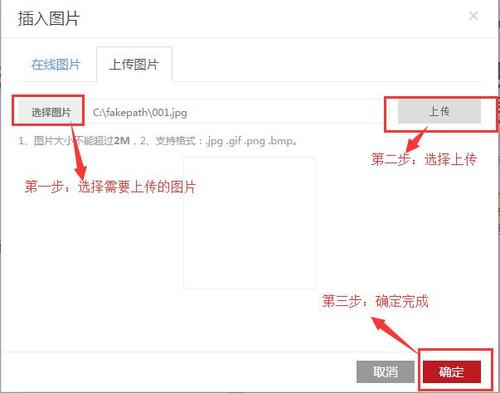 插入图片
×
在线图片 上传图片
选择图片 C:\fakepath\001.jpg 上传
1、图片大小不能超过2M，2、支持格式：.jpg .gif .png .bmp。
第二步：选择上传
第一步：选择需要上传的图片
第三步：确定完成
取消 确定